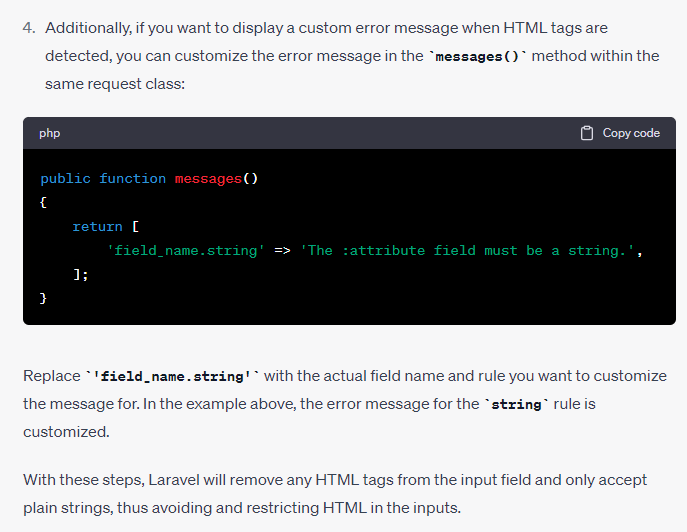 4. Additionally, if you want to display a custom error message when HTML tags are
detected, you can customize the error message in the `messages()` method within the
same request class:
php
Copy code
public function messages()
{
return [
'field_name.string' => 'The :attribute field must be a string.',
];
}
Replace `'field_name.string'` with the actual field name and rule you want to customize
the message for. In the example above, the error message for the `string` rule is
customized.
With these steps, Laravel will remove any HTML tags from the input field and only accept
plain strings, thus avoiding and restricting HTML in the inputs.